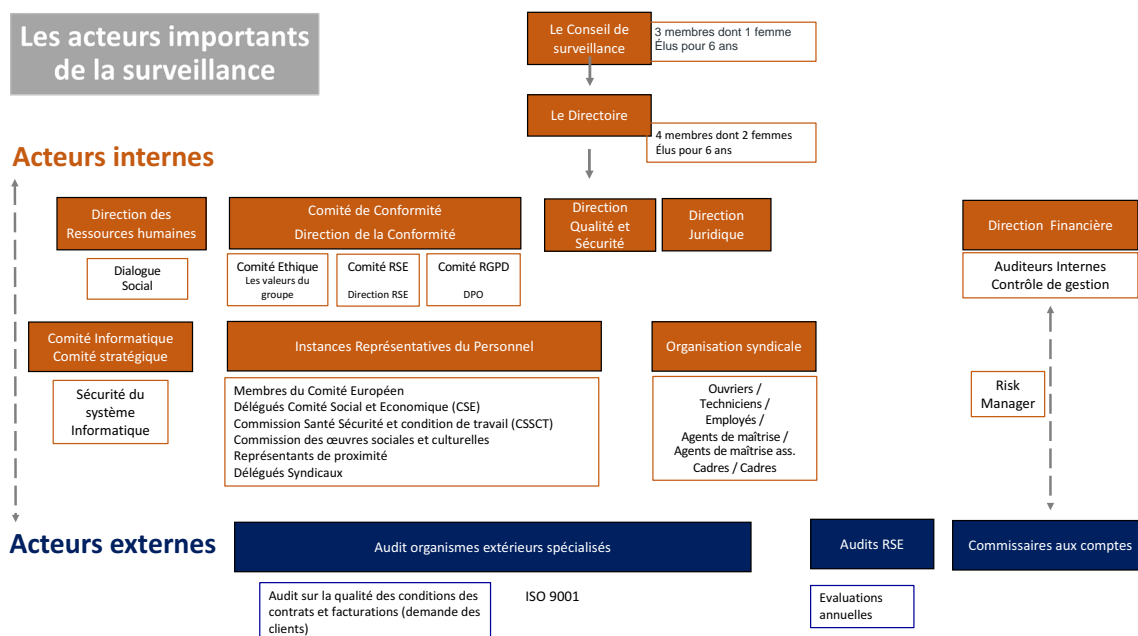 Les acteurs importants
de la surveillance
Le Conseil de
surveillance
3 membres dont 1 femme
Élus pour 6 ans
Le Directoire
4 membres dont 2 femmes
Élus pour 6 ans
Acteurs internes
Direction des
Ressources humaines
Dialogue
Social
Comité de Conformité
Direction de la Conformité
Comité Ethique
Les valeurs du
groupe
Comité RSE
Direction RSE
Comité RGPD
DPO
Direction
Qualité et
Sécurité
Direction
Juridique
Direction Financière
Auditeurs Internes
Contrôle de gestion
Comité Informatique
Comité stratégique
Sécurité du
système
Informatique
Instances Représentatives du Personnel
Membres du Comité Européen
Délégués Comité Social et Economique (CSE)
Commission Santé Sécurité et condition de travail (CSSCT)
Commission des œuvres sociales et culturelles
Représentants de proximité
Délégués Syndicaux
Organisation syndicale
Ouvriers /
Techniciens /
Employés /
Agents de maîtrise /
Agents de maîtrise ass.
Cadres / Cadres
Risk
Manager
Acteurs externes
Audit organismes extérieurs spécialisés
Audit sur la qualité des conditions des
contrats et facturations (demande des
clients)
ISO 9001
Audits RSE
Evaluations
annuelles
Commissaires aux comptes